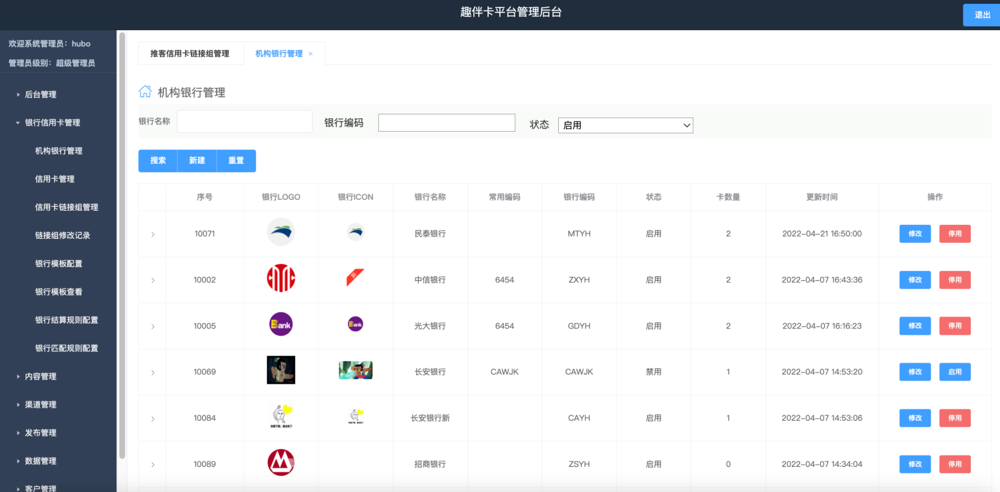 趣伴卡平台管理后台
退出
欢迎系统管理员：hubo
管理员级别：超级管理员
后台管理
银行信用卡管理
机构银行管理
信用卡管理
信用卡链接组管理
链接组修改记录
银行模板配置
银行模板查看
银行结算规则配置
银行匹配规则配置
内容管理
渠道管理
发布管理
数据管理
客户管理
推客信用卡链接组管理 机构银行管理 ×
机构银行管理
银行名称 银行编码 状态 启用
搜索 新建 重置
序号 银行LOGO 银行ICON 银行名称 常用编码 银行编码 状态 卡数量 更新时间 操作
10071 民泰银行 MTYH 启用 2 2022-04-21 16:50:00 修改 停用
10002 中信银行 6454 ZXYH 启用 2 2022-04-07 16:43:36 修改 停用
10005 Bank Bank 光大银行 6454 GDYH 启用 2 2022-04-07 16:16:23 修改 停用
10069 长安银行 CAWJK CAWJK 禁用 1 2022-04-07 14:53:20 修改 启用
10084 长安银行新 CAYH 启用 1 2022-04-07 14:53:06 修改 停用
10089 招商银行 ZSYH 启用 0 2022-04-07 14:34:04 修改 停用